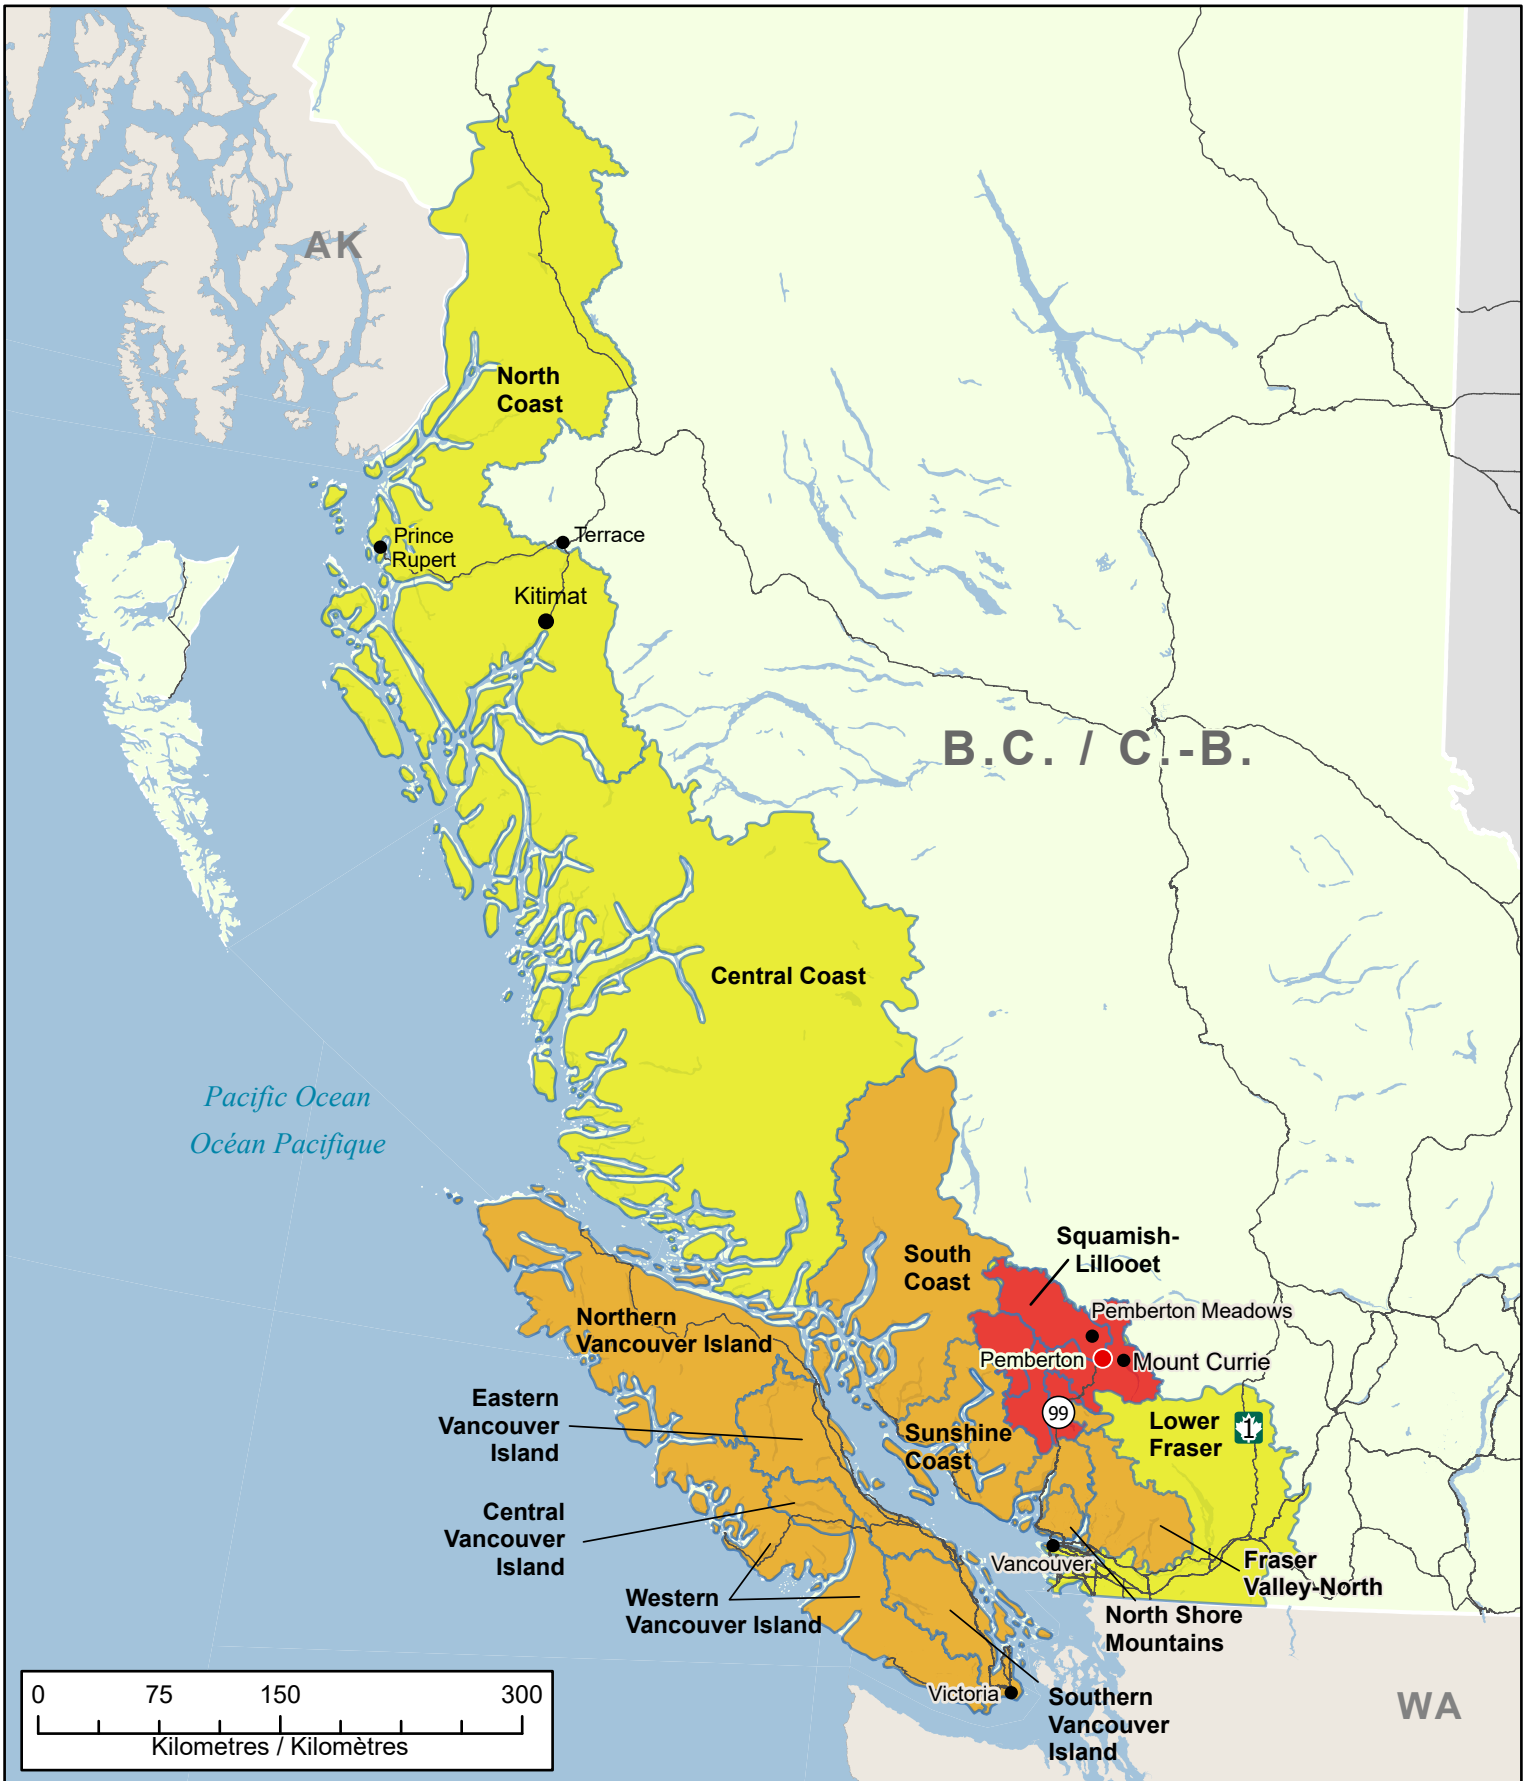 AK
North
Coast
Prince
Rupert
Terrace
Kitimat
B.C. / C.-B.
Central Coast
Pacific Ocean
Océan Pacifique
South
Coast
Squamish-
Lillooet
Pemberton Meadows
Pemberton
Mount Currie
99
Northern
Vancouver Island
Eastern
Vancouver
Island
Sunshine
Coast
Lower
Fraser
1
Central
Vancouver
Island
Vancouver
Fraser
Valley-North
Western
Vancouver Island
North Shore
Mountains
Victoria
Southern
Vancouver
Island
WA
0 75 150 300
Kilometres / Kilomètres